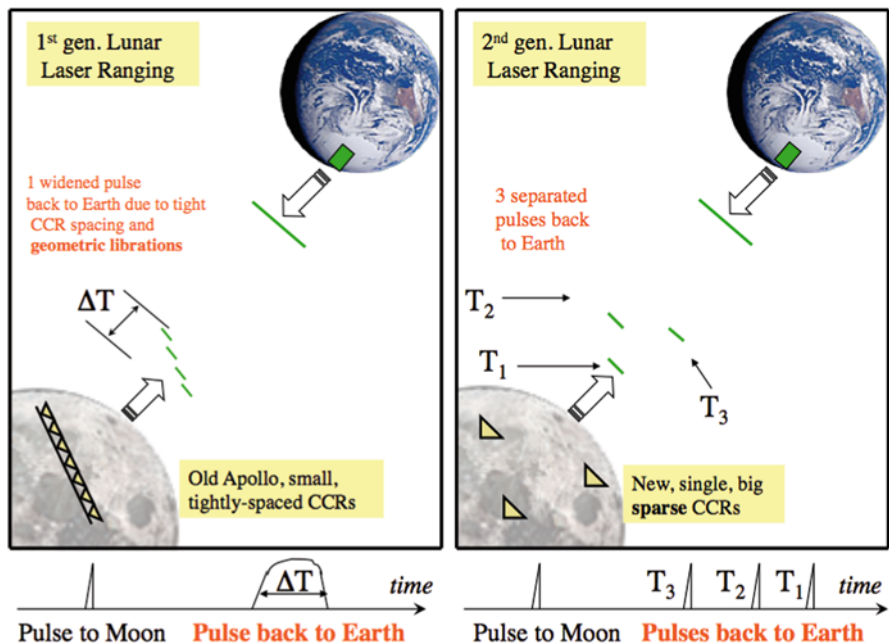 1st gen. Lunar
Laser Ranging
1 widened pulse
back to Earth due to tight
CCR spacing and
geometric librations
ΔT
Old Apollo, small,
tightly-spaced CCRs
ΔT
time
Pulse to Moon
Pulse back to Earth
2nd gen. Lunar
Laser Ranging
3 separated
pulses back
to Earth
T2
T1
T3
New, single, big
sparse CCRs
T3 T2 T1 time
Pulse to Moon
Pulses back to Earth